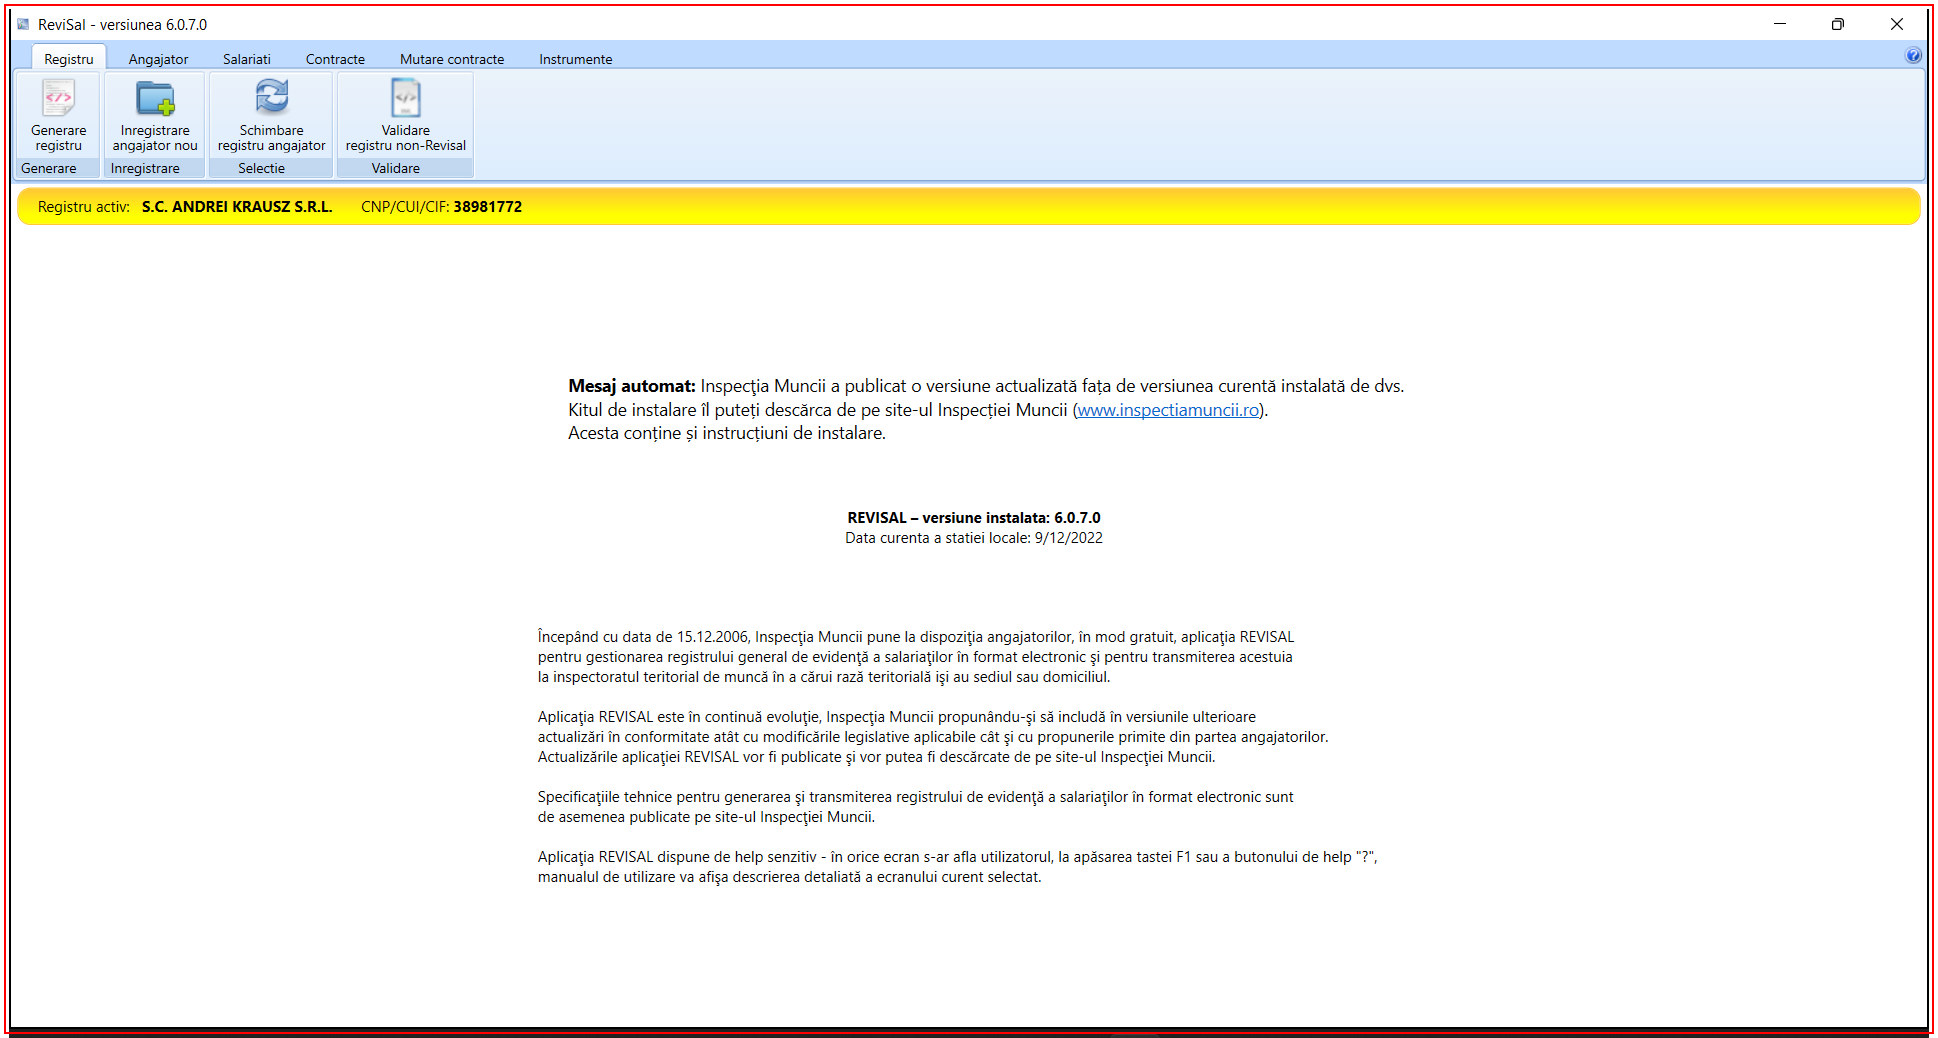 ReviSal - versiunea 6.0.7.0
Registru Angajator Salariati Contracte Mutare contracte Instrumente
Generare registru
Inregistrare angajator nou
Schimbare registru angajator
Validare registru non-Revisal
Generare Inregistrare Selectie Validare
Registru activ: S.C. ANDREI KRAUSZ S.R.L. CNP/CUI/CIF: 38981772
Mesaj automat: Inspecţia Muncii a publicat o versiune actualizată fața de versiunea curentă instalată de dvs.
Kitul de instalare îl puteți descărca de pe site-ul Inspecției Muncii (www.inspectiamuncii.ro).
Acesta conține și instrucțiuni de instalare.
REVISAL – versiune instalata: 6.0.7.0
Data curenta a statiei locale: 9/12/2022
Începând cu data de 15.12.2006, Inspecţia Muncii pune la dispoziţia angajatorilor, în mod gratuit, aplicaţia REVISAL
pentru gestionarea registrului general de evidenţă a salariaţilor în format electronic şi pentru transmiterea acestuia
la inspectoratul teritorial de muncă în a cărui rază teritorială işi au sediul sau domiciliul.
Aplicaţia REVISAL este în continuă evoluţie, Inspecţia Muncii propunându-şi să includă în versiunile ulterioare
actualizări în conformitate atât cu modificările legislative aplicabile cât şi cu propunerile primite din partea angajatorilor.
Actualizările aplicaţiei REVISAL vor fi publicate şi vor putea fi descărcate de pe site-ul Inspecţiei Muncii.
Specificaţiile tehnice pentru generarea şi transmiterea registrului de evidenţă a salariaţilor în format electronic sunt
de asemenea publicate pe site-ul Inspecţiei Muncii.
Aplicaţia REVISAL dispune de help senzitiv - în orice ecran s-ar afla utilizatorul, la apăsarea tastei F1 sau a butonului de help "?",
manualul de utilizare va afişa descrierea detaliată a ecranului curent selectat.